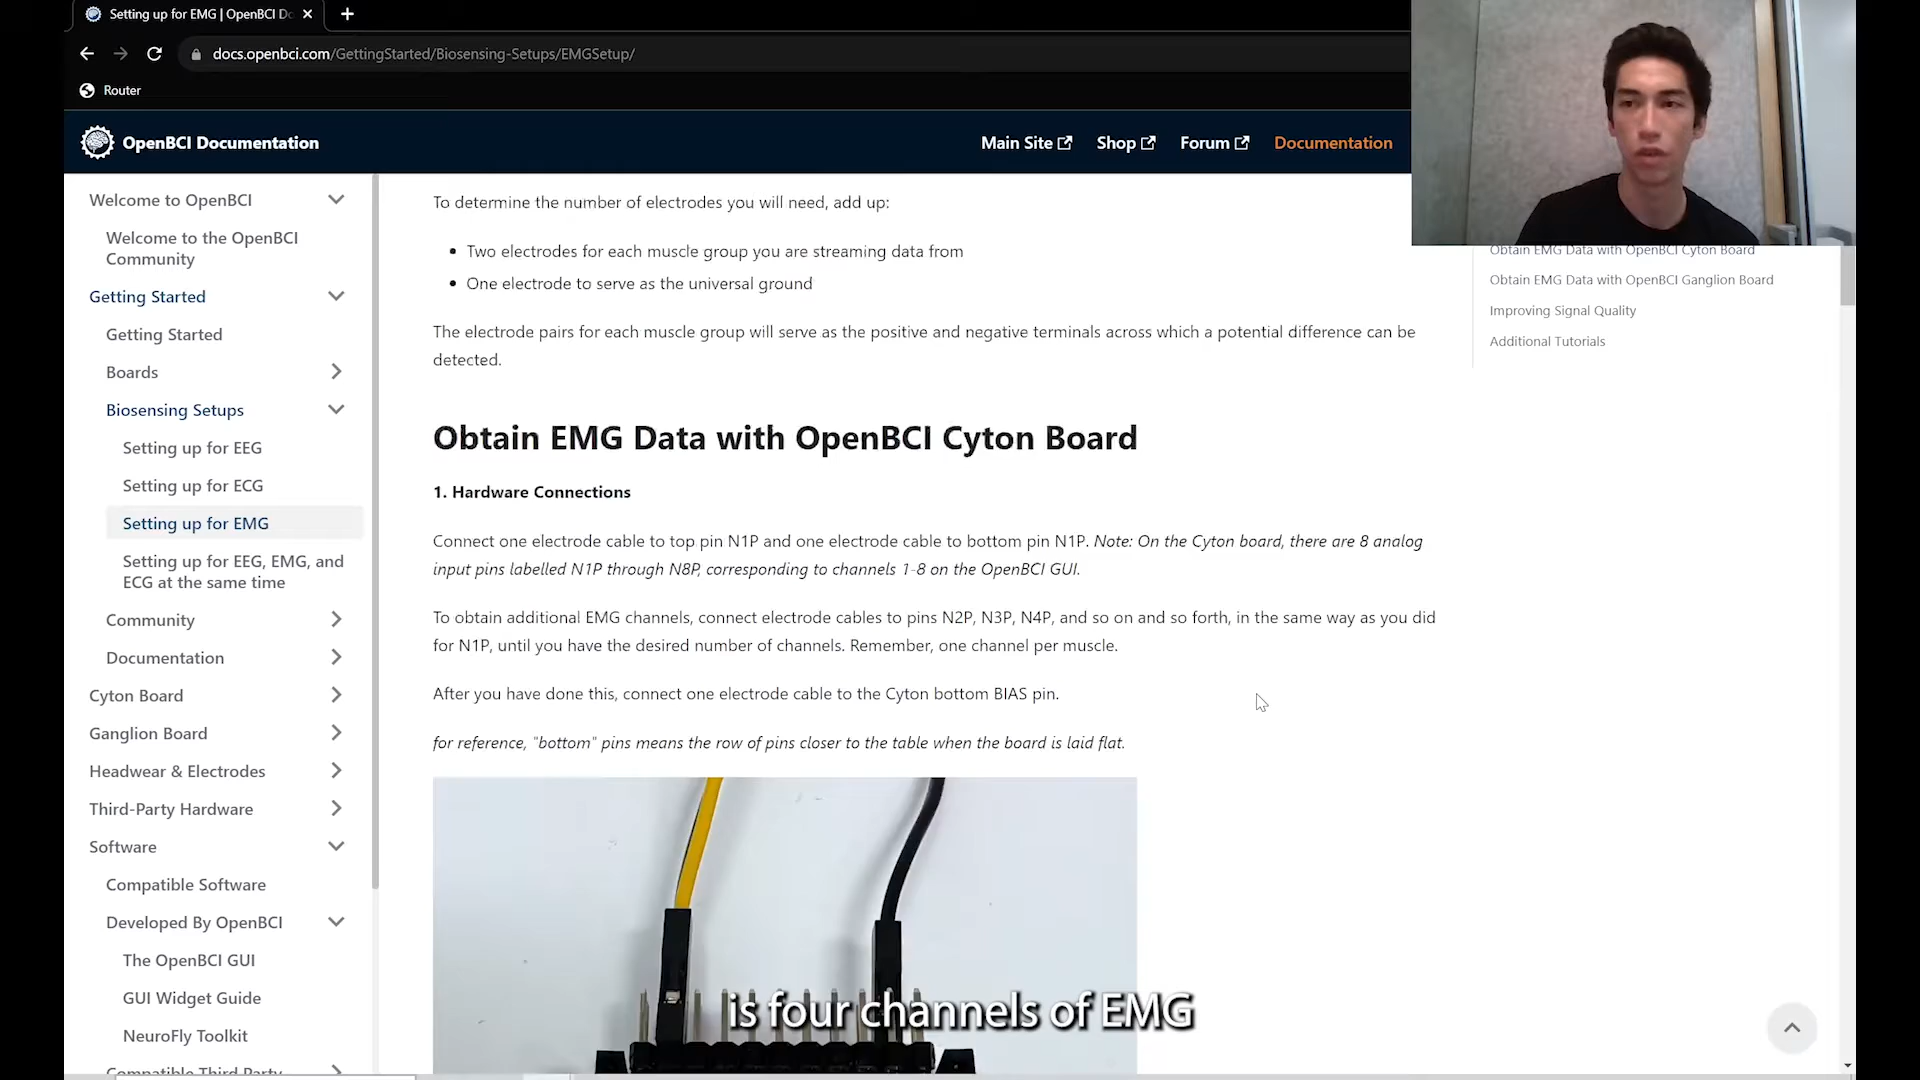 Setting up for EMG | OpenBCI Do
docs.openbci.com/GettingStarted/Biosensing-Setups/EMGSetup/
Router
OpenBCI Documentation
Main Site
Shop
Forum
Documentation
Welcome to OpenBCI
Welcome to the OpenBCI
Community
Getting Started
Getting Started
Boards
Biosensing Setups
Setting up for EEG
Setting up for ECG
Setting up for EMG
Setting up for EEG, EMG, and
ECG at the same time
Community
Documentation
Cyton Board
Ganglion Board
Headwear & Electrodes
Third-Party Hardware
Software
Compatible Software
Developed By OpenBCI
The OpenBCI GUI
GUI Widget Guide
NeuroFly Toolkit
Compatible Third Party
To determine the number of electrodes you will need, add up:
• Two electrodes for each muscle group you are streaming data from
• One electrode to serve as the universal ground
The electrode pairs for each muscle group will serve as the positive and negative terminals across which a potential difference can be
detected.
Obtain EMG Data with OpenBCI Cyton Board
1. Hardware Connections
Connect one electrode cable to top pin N1P and one electrode cable to bottom pin N1P. Note: On the Cyton board, there are 8 analog
input pins labelled N1P through N8P, corresponding to channels 1-8 on the OpenBCI GUI.
To obtain additional EMG channels, connect electrode cables to pins N2P, N3P, N4P, and so on and so forth, in the same way as you did
for N1P, until you have the desired number of channels. Remember, one channel per muscle.
After you have done this, connect one electrode cable to the Cyton bottom BIAS pin.
for reference, "bottom" pins means the row of pins closer to the table when the board is laid flat.
is four channels of EMG
Obtain EMG Data with OpenBCI Cyton Board
Obtain EMG Data with OpenBCI Ganglion Board
Improving Signal Quality
Additional Tutorials